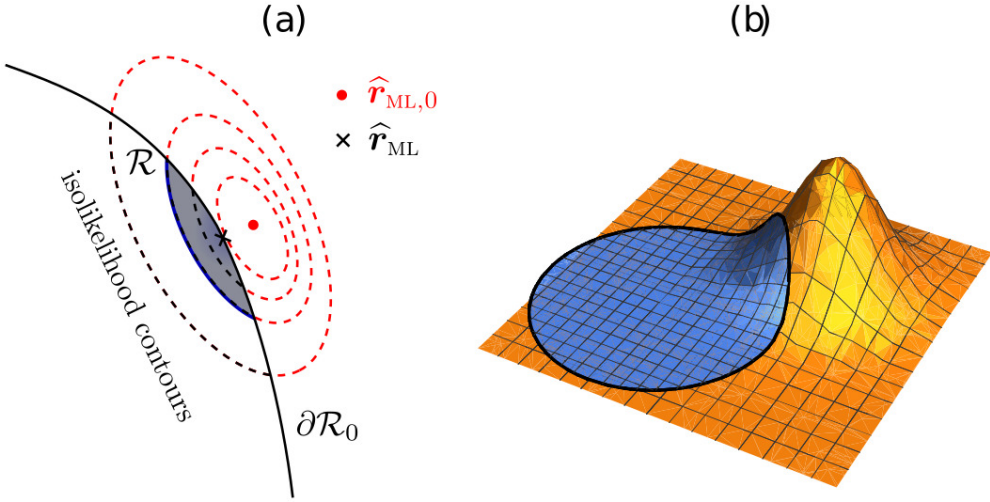 (a)
(b)
r̂ML,0
r̂ML
ℛ
isolikelihood contours
∂ℛ0